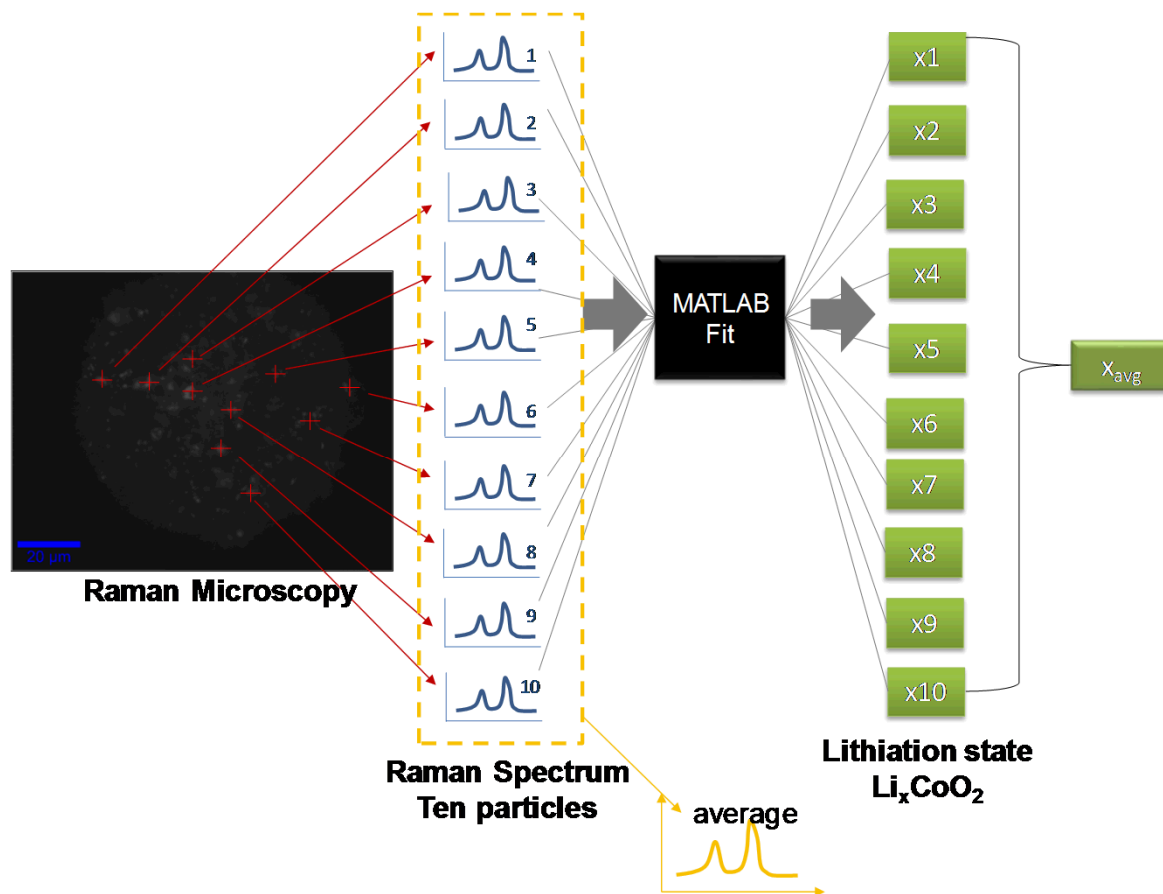 1
2
3
4
5
6
7
8
9
10
20 µm
Raman Microscopy
Raman Spectrum
Ten particles
average
MATLAB
Fit
x1
x2
x3
x4
x5
x6
x7
x8
x9
x10
Lithiation state
LiₓCoO₂
x_avg